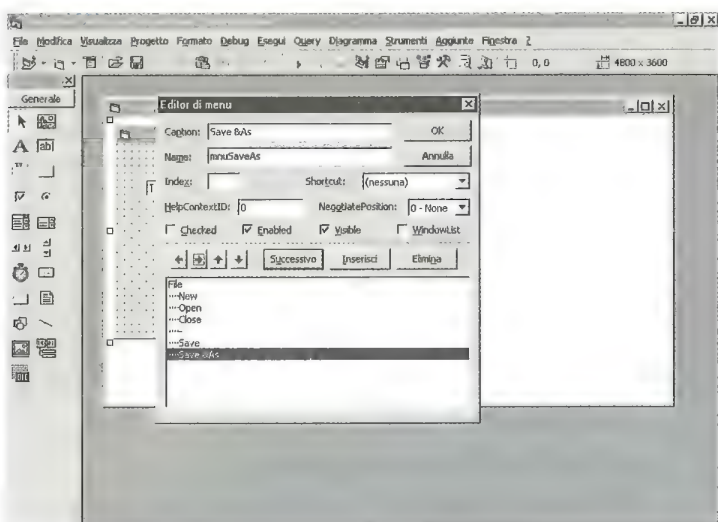 File Modifica Visualizza Progetto Formato Debug Esegui Query Diagramma Strumenti Aggiunte Finestra ?
0, 0 4800 x 3600
Generale
Editor di menu
Caption: Save &As OK
Name: mnuSaveAs Annulla
Index: Shortcut: (nessuna)
HelpContextID: 0 NegotiatePosition: 0 - None
Checked Enabled Visible WindowList
Successivo Inserisci Elimina
File
····New
····Open
····Close
····-
····Save
····Save &As